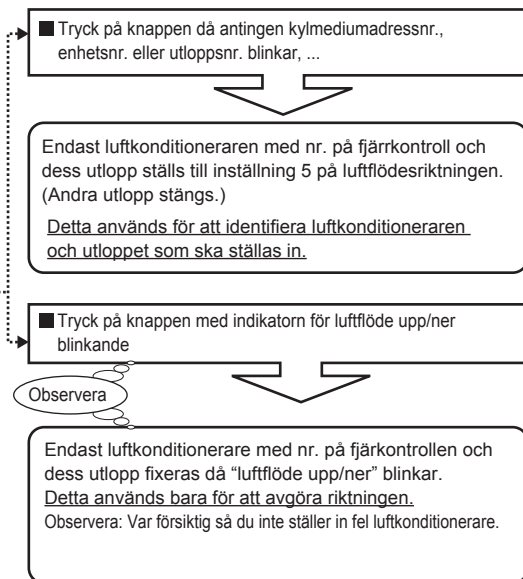 ■ Tryck på knappen då antingen kylmediumadressnr.,
enhetsnr. eller utloppsnr. blinkar, ...
Endast luftkonditioneraren med nr. på fjärrkontroll och
dess utlopp ställs till inställning 5 på luftflödesriktningen.
(Andra utlopp stängs.)
Detta används för att identifiera luftkonditioneraren
och utloppet som ska ställas in.
■ Tryck på knappen med indikatorn för luftflöde upp/ner
blinkande
Observera
Endast luftkonditionerare med nr. på fjärkontrollen och
dess utlopp fixeras då “luftflöde upp/ner” blinkar.
Detta används bara för att avgöra riktningen.
Observera: Var försiktig så du inte ställer in fel luftkonditionerare.